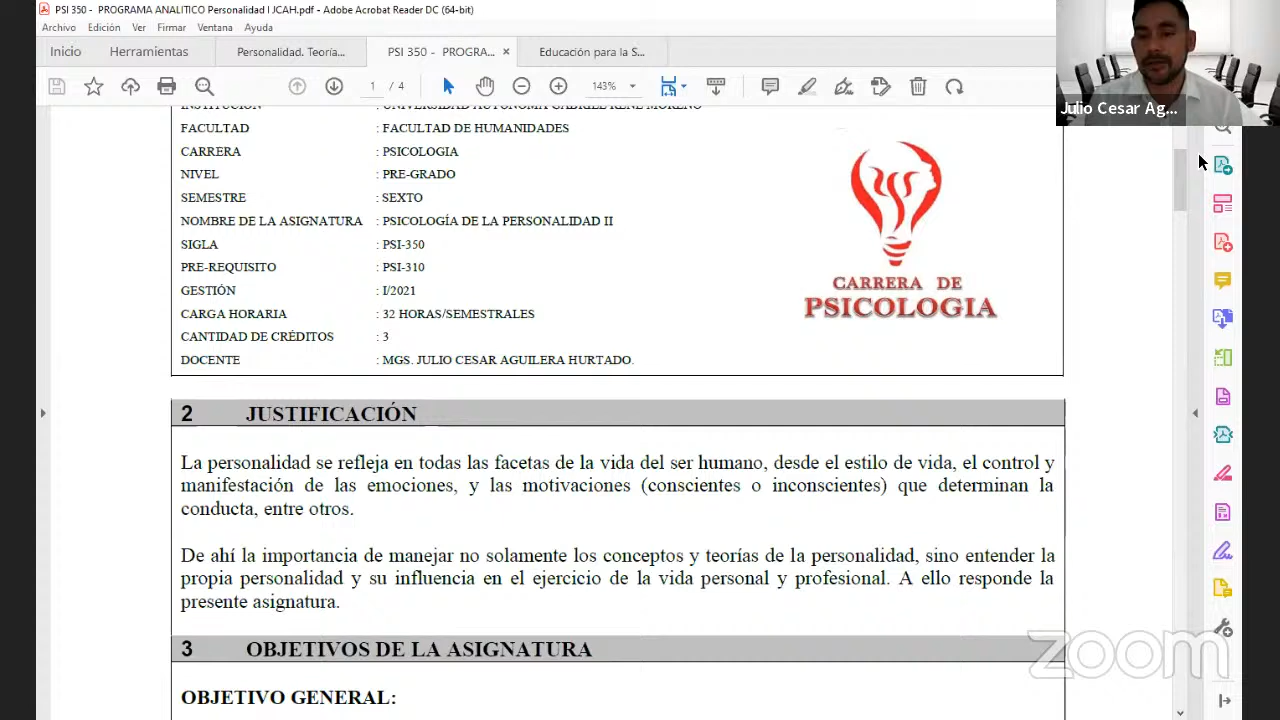 PSI 350 - PROGRAMA ANALITICO Personalidad I JCAH.pdf - Adobe Acrobat Reader DC (64-bit)
Archivo Edición Ver Firmar Ventana Ayuda
Inicio Herramientas Personalidad. Teoría... PSI 350 - PROGRA... × Educación para la S...
1 / 4 143%
Julio Cesar Ag...
INSTITUCIÓN : UNIVERSIDAD AUTONOMA GABRIEL RENE MORENO
FACULTAD : FACULTAD DE HUMANIDADES
CARRERA : PSICOLOGIA
NIVEL : PRE-GRADO
SEMESTRE : SEXTO
NOMBRE DE LA ASIGNATURA : PSICOLOGÍA DE LA PERSONALIDAD II
SIGLA : PSI-350
PRE-REQUISITO : PSI-310
GESTIÓN : I/2021
CARGA HORARIA : 32 HORAS/SEMESTRALES
CANTIDAD DE CRÉDITOS : 3
DOCENTE : MGS. JULIO CESAR AGUILERA HURTADO.
CARRERA DE
PSICOLOGIA
2 JUSTIFICACIÓN
La personalidad se refleja en todas las facetas de la vida del ser humano, desde el estilo de vida, el control y
manifestación de las emociones, y las motivaciones (conscientes o inconscientes) que determinan la
conducta, entre otros.
De ahí la importancia de manejar no solamente los conceptos y teorías de la personalidad, sino entender la
propia personalidad y su influencia en el ejercicio de la vida personal y profesional. A ello responde la
presente asignatura.
3 OBJETIVOS DE LA ASIGNATURA
OBJETIVO GENERAL:
zoom